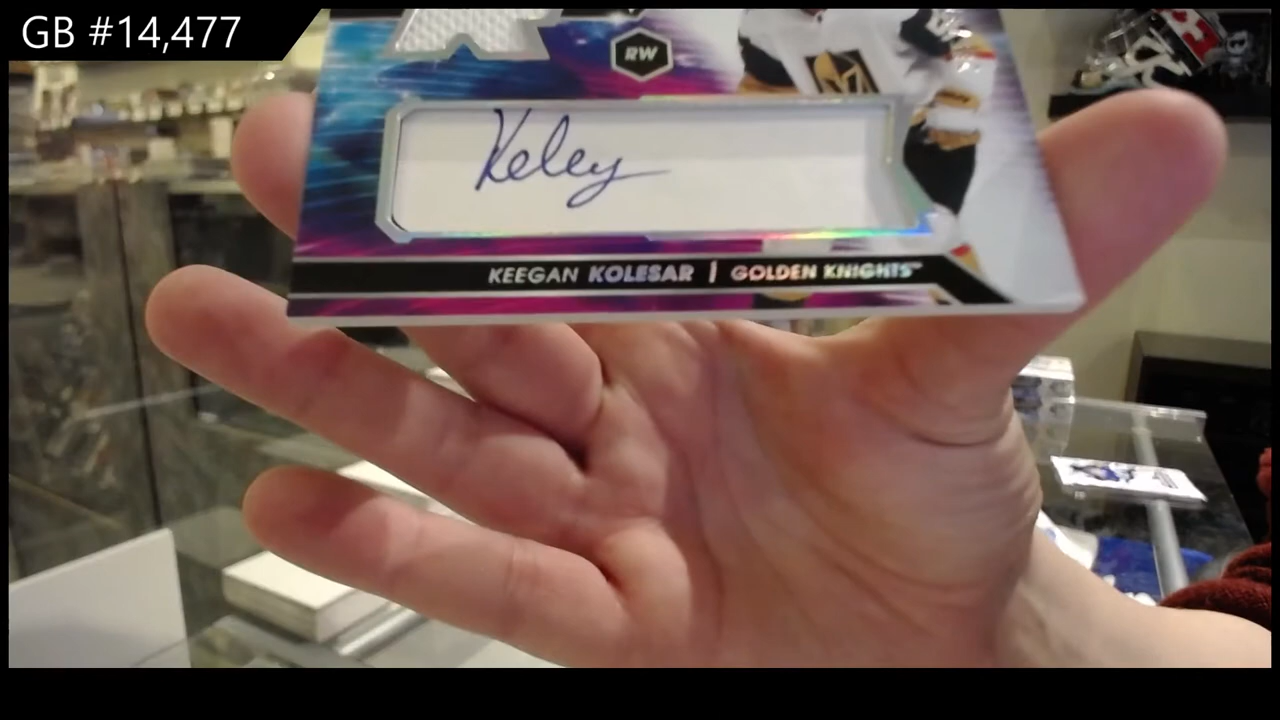 GB #14,477
RW
Keley
KEEGAN KOLESAR | GOLDEN KNIGHTS™